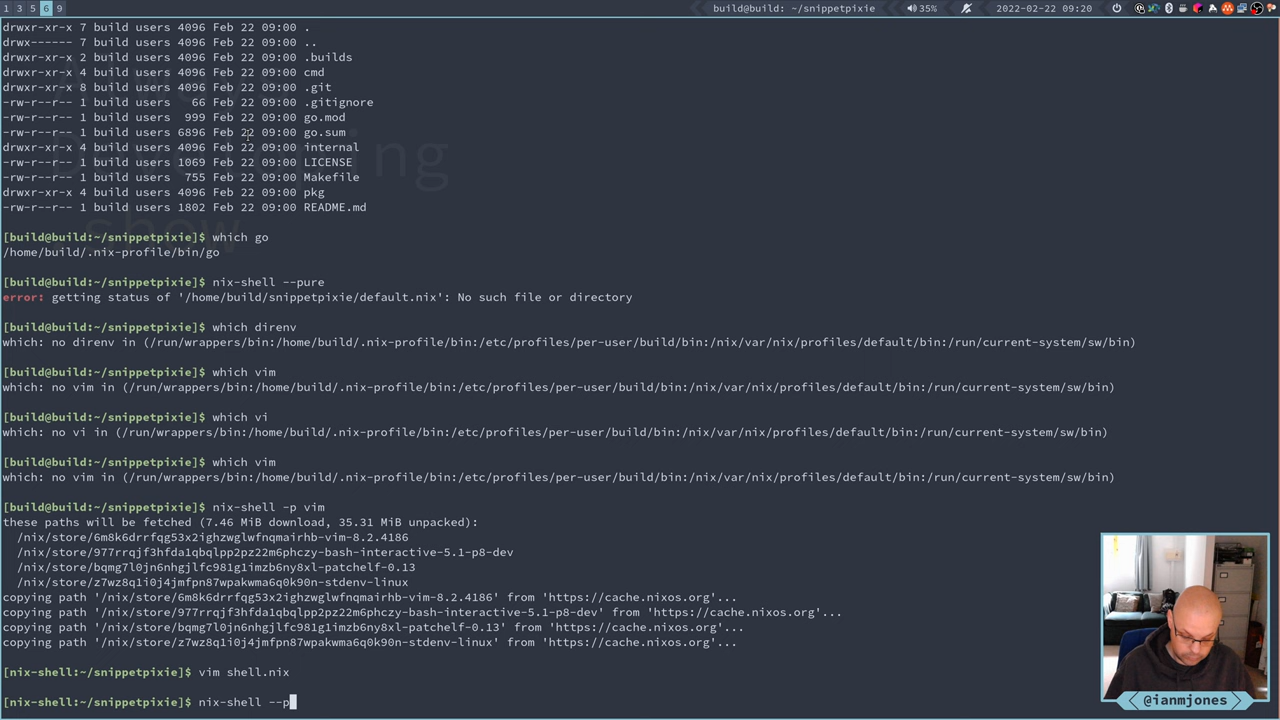 1 3 5 6 9 35% 2022-02-22 09:20
drwxr-xr-x 7 build users 4096 Feb 22 09:00 .
drwx------ 7 build users 4096 Feb 22 09:00 ..
drwxr-xr-x 2 build users 4096 Feb 22 09:00 .builds
drwxr-xr-x 4 build users 4096 Feb 22 09:00 cmd
drwxr-xr-x 8 build users 4096 Feb 22 09:00 .git
-rw-r--r-- 1 build users   66 Feb 22 09:00 .gitignore
-rw-r--r-- 1 build users  999 Feb 22 09:00 go.mod
-rw-r--r-- 1 build users 6896 Feb 22 09:00 go.sum
drwxr-xr-x 4 build users 4096 Feb 22 09:00 internal
-rw-r--r-- 1 build users 1069 Feb 22 09:00 LICENSE
-rw-r--r-- 1 build users  755 Feb 22 09:00 Makefile
drwxr-xr-x 4 build users 4096 Feb 22 09:00 pkg
-rw-r--r-- 1 build users 1802 Feb 22 09:00 README.md
[build@build:~/snippetpixie]$ which go
/home/build/.nix-profile/bin/go
[build@build:~/snippetpixie]$ nix-shell --pure
error: getting status of '/home/build/snippetpixie/default.nix': No such file or directory
[build@build:~/snippetpixie]$ which direnv
which: no direnv in (/run/wrappers/bin:/home/build/.nix-profile/bin:/etc/profiles/per-user/build/bin:/nix/var/nix/profiles/default/bin:/run/current-system/sw/bin)
[build@build:~/snippetpixie]$ which vim
which: no vim in (/run/wrappers/bin:/home/build/.nix-profile/bin:/etc/profiles/per-user/build/bin:/nix/var/nix/profiles/default/bin:/run/current-system/sw/bin)
[build@build:~/snippetpixie]$ which vi
which: no vi in (/run/wrappers/bin:/home/build/.nix-profile/bin:/etc/profiles/per-user/build/bin:/nix/var/nix/profiles/default/bin:/run/current-system/sw/bin)
[build@build:~/snippetpixie]$ which vim
which: no vim in (/run/wrappers/bin:/home/build/.nix-profile/bin:/etc/profiles/per-user/build/bin:/nix/var/nix/profiles/default/bin:/run/current-system/sw/bin)
[build@build:~/snippetpixie]$ nix-shell -p vim
these paths will be fetched (7.46 MiB download, 35.31 MiB unpacked):
/nix/store/6m8k6drrfqg53x2ighzwglwfnqmairhb-vim-8.2.4186
/nix/store/977rrqjf3hfda1qbqlpp2pz22m6phczy-bash-interactive-5.1-p8-dev
/nix/store/bqmg7l0jn6nhgjlfc981g1imzb6ny8xl-patchelf-0.13
/nix/store/z7wz8q1i0j4jmfpn87wpakwma6q0k90n-stdenv-linux
copying path '/nix/store/6m8k6drrfqg53x2ighzwglwfnqmairhb-vim-8.2.4186' from 'https://cache.nixos.org'...
copying path '/nix/store/977rrqjf3hfda1qbqlpp2pz22m6phczy-bash-interactive-5.1-p8-dev' from 'https://cache.nixos.org'...
copying path '/nix/store/bqmg7l0jn6nhgjlfc981g1imzb6ny8xl-patchelf-0.13' from 'https://cache.nixos.org'...
copying path '/nix/store/z7wz8q1i0j4jmfpn87wpakwma6q0k90n-stdenv-linux' from 'https://cache.nixos.org'...
[nix-shell:~/snippetpixie]$ vim shell.nix
[nix-shell:~/snippetpixie]$ nix-shell --p
@ianmjones